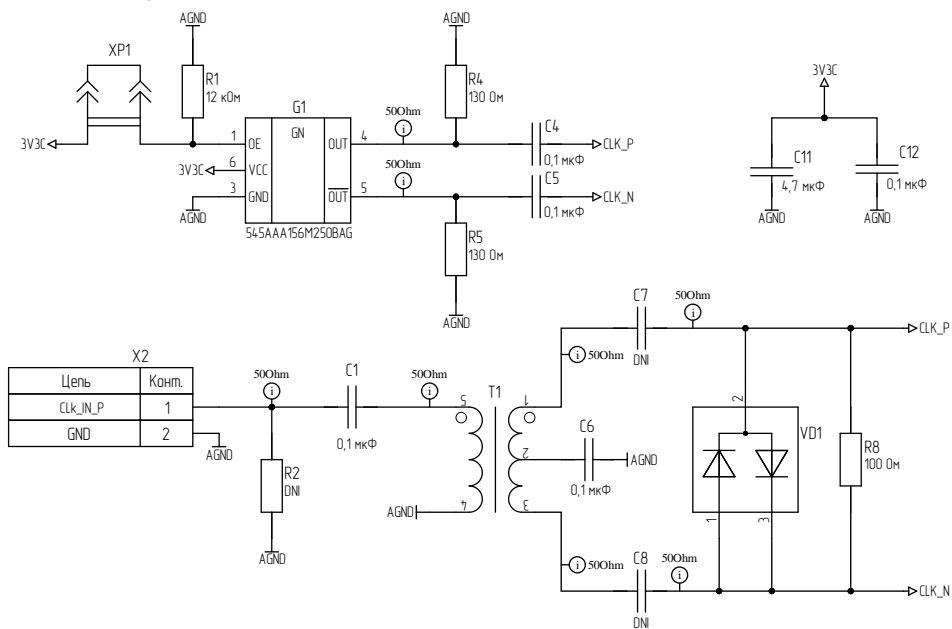 AGND
AGND
XP1
R1
12 кОм
R4
130 Ом
3V3C
G1
GN
50Ohm
i
C4
1
OE
OUT
4
CLK_P
3V3C
6
VCC
0,1 мкФ
50Ohm
i
C5
3
GND
OUT
5
CLK_N
AGND
0,1 мкФ
545AAA156M250BAG
R5
130 Ом
AGND
3V3C
C11
4,7 мкФ
C12
0,1 мкФ
AGND
AGND
X2
Цепь
Конт.
CLk_IN_P
1
GND
2
AGND
50Ohm
i
C1
0,1 мкФ
50Ohm
i
R2
DNI
AGND
T1
5
4
AGND
1
2
3
50Ohm
i
C6
0,1 мкФ
AGND
50Ohm
i
C7
DNI
50Ohm
i
CLK_P
2
VD1
1
3
R8
100 Ом
C8
DNI
50Ohm
i
CLK_N